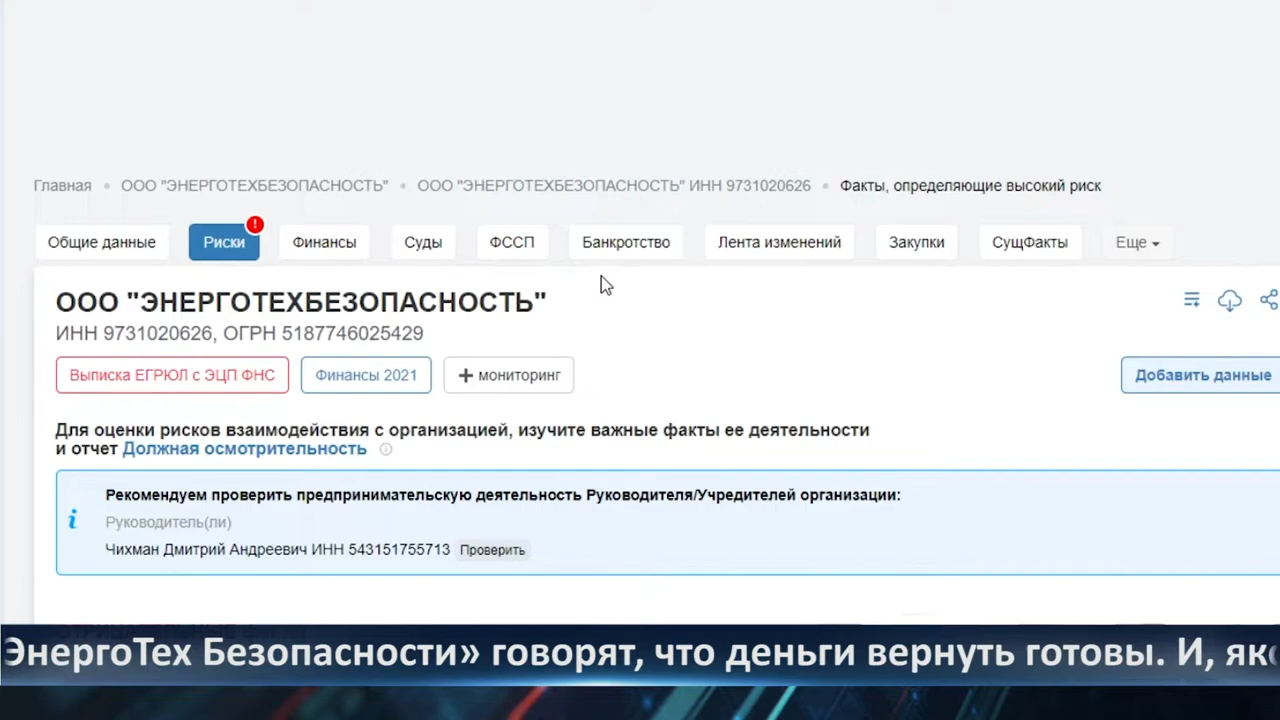 Главная • ООО "ЭНЕРГОТЕХБЕЗОПАСНОСТЬ" • ООО "ЭНЕРГОТЕХБЕЗОПАСНОСТЬ" ИНН 9731020626 • Факты, определяющие высокий риск
Общие данные Риски ! Финансы Суды ФССП Банкротство Лента изменений Закупки СущФакты Еще
ООО "ЭНЕРГОТЕХБЕЗОПАСНОСТЬ"
ИНН 9731020626, ОГРН 5187746025429
Выписка ЕГРЮЛ с ЭЦП ФНС Финансы 2021 + мониторинг Добавить данные
Для оценки рисков взаимодействия с организацией, изучите важные факты ее деятельности
и отчет Должная осмотрительность
Рекомендуем проверить предпринимательскую деятельность Руководителя/Учредителей организации:
Руководитель(ли)
Чихман Дмитрий Андреевич ИНН 543151755713 Проверить
ЭнергоТех Безопасности» говорят, что деньги вернуть готовы. И,